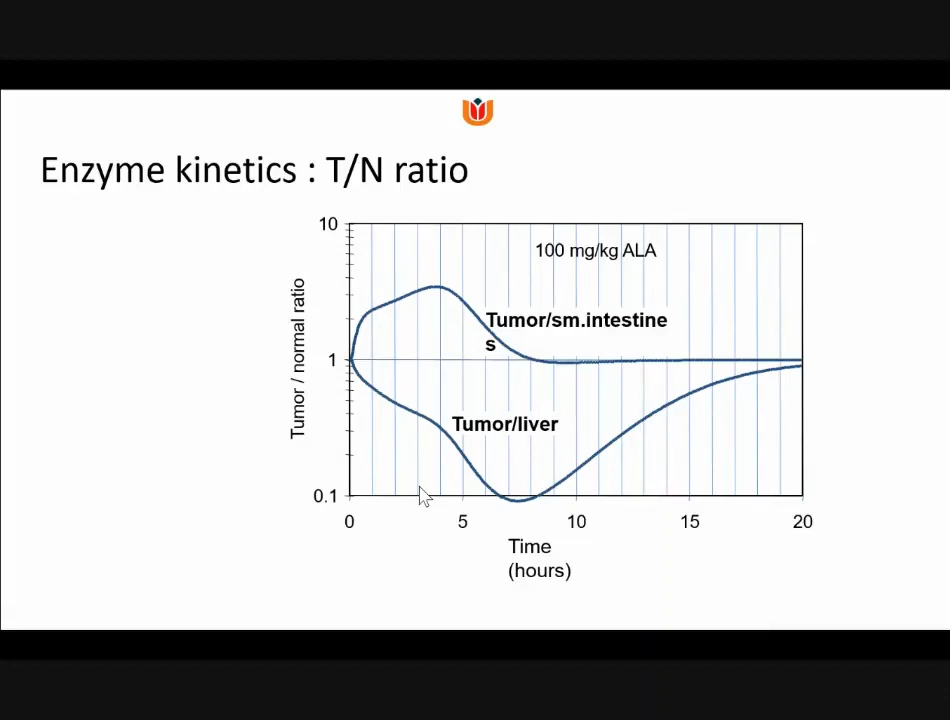 Enzyme kinetics : T/N ratio
10
100 mg/kg ALA
Tumor/sm.intestine
s
1
Tumor / normal ratio
Tumor/liver
0.1
0 5 10 15 20
Time
(hours)